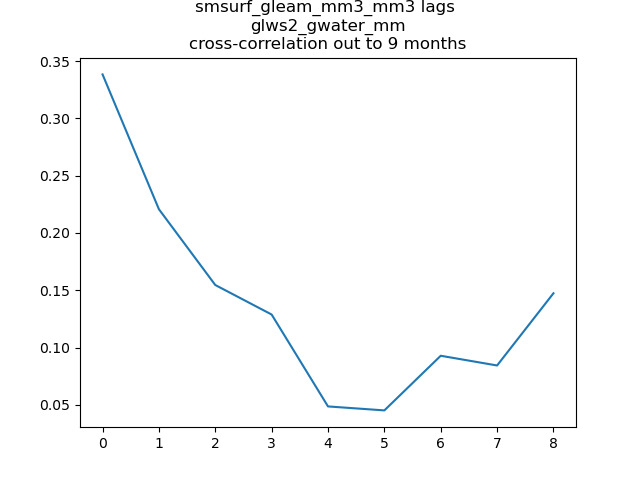 smsurf_gleam_mm3_mm3 lags
glws2_gwater_mm
cross-correlation out to 9 months
0.35
0.30
0.25
0.20
0.15
0.10
0.05
0 1 2 3 4 5 6 7 8